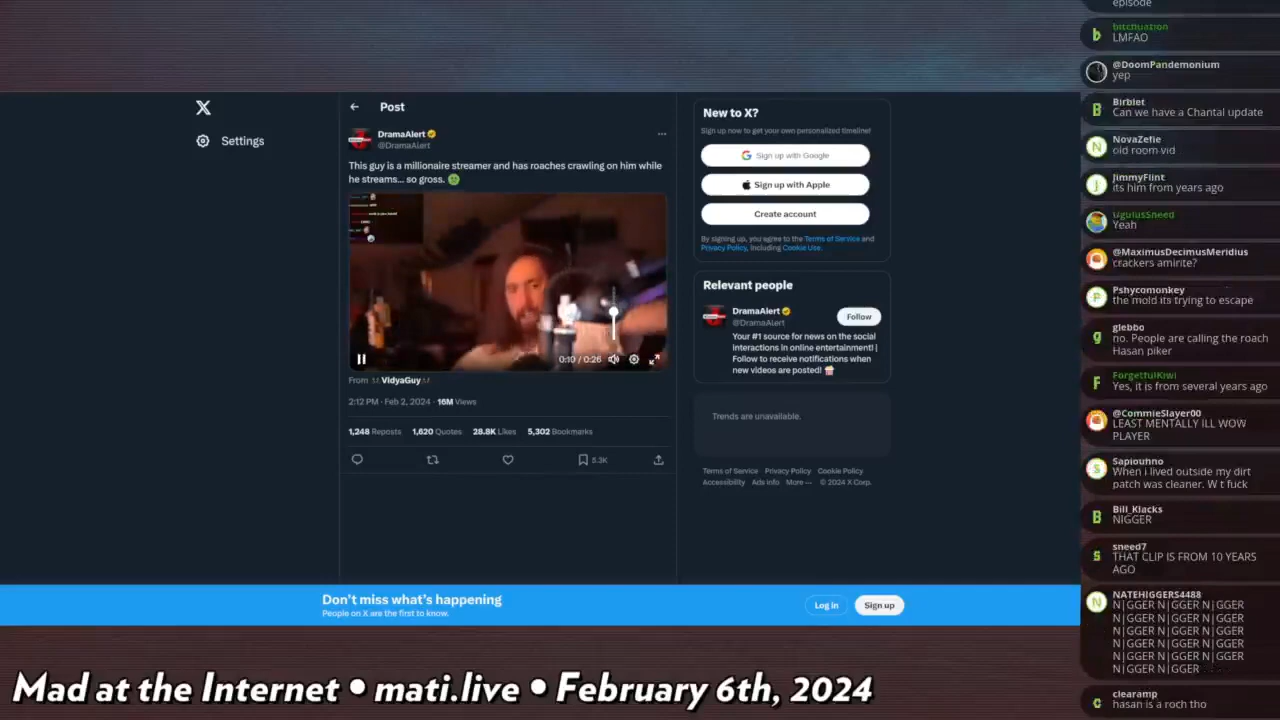 X
Settings
Post
DramaAlert
@DramaAlert
This guy is a millionaire streamer and has roaches crawling on him while
he streams... so gross.
0:10 / 0:26
From VidyaGuy
2:12 PM · Feb 2, 2024 · 16M Views
1,248 Reposts 1,620 Quotes 28.8K Likes 5,302 Bookmarks
5.3K
New to X?
Sign up now to get your own personalized timeline!
Sign up with Google
Sign up with Apple
Create account
By signing up, you agree to the Terms of Service and
Privacy Policy, including Cookie Use.
Relevant people
DramaAlert
@DramaAlert
Follow
Your #1 source for news on the social
interactions in online entertainment! |
Follow to receive notifications when
new videos are posted!
Trends are unavailable.
Terms of Service Privacy Policy Cookie Policy
Accessibility Ads info More ··· © 2024 X Corp.
Don't miss what's happening
People on X are the first to know.
Log in
Sign up
Mad at the Internet • mati.live • February 6th, 2024
episode
LMFAO
@DoomPandemonium
yep
Birblet
Can we have a Chantal update
NovaZefie
old room vid
JimmyFlint
Its him from years ago
UgulusSneed
Yeah
@MaximusDecimusMeridius
crackers amirite?
Pshycomonkey
the mold its trying to escape
glebbo
no. People are calling the roach
Hasan piker
ForgetfulKiwi
Yes, it is from several years ago
@CommieSlayer00
LEAST MENTALLY ILL WOW
PLAYER
Sapiouhno
When i lived outside my dirt
patch was cleaner. W t fuck
Bill_Klacks
NIGGER
sneed7
THAT CLIP IS FROM 10 YEARS
AGO
NATEHIGGERS4488
N|GGER N|GGER N|GGER
N|GGER N|GGER N|GGER
N|GGER N|GGER N|GGER
N|GGER N|GGER N|GGER
N|GGER N|GGER N|GGER
N|GGER N|GGER
clearamp
hasan is a roch tho